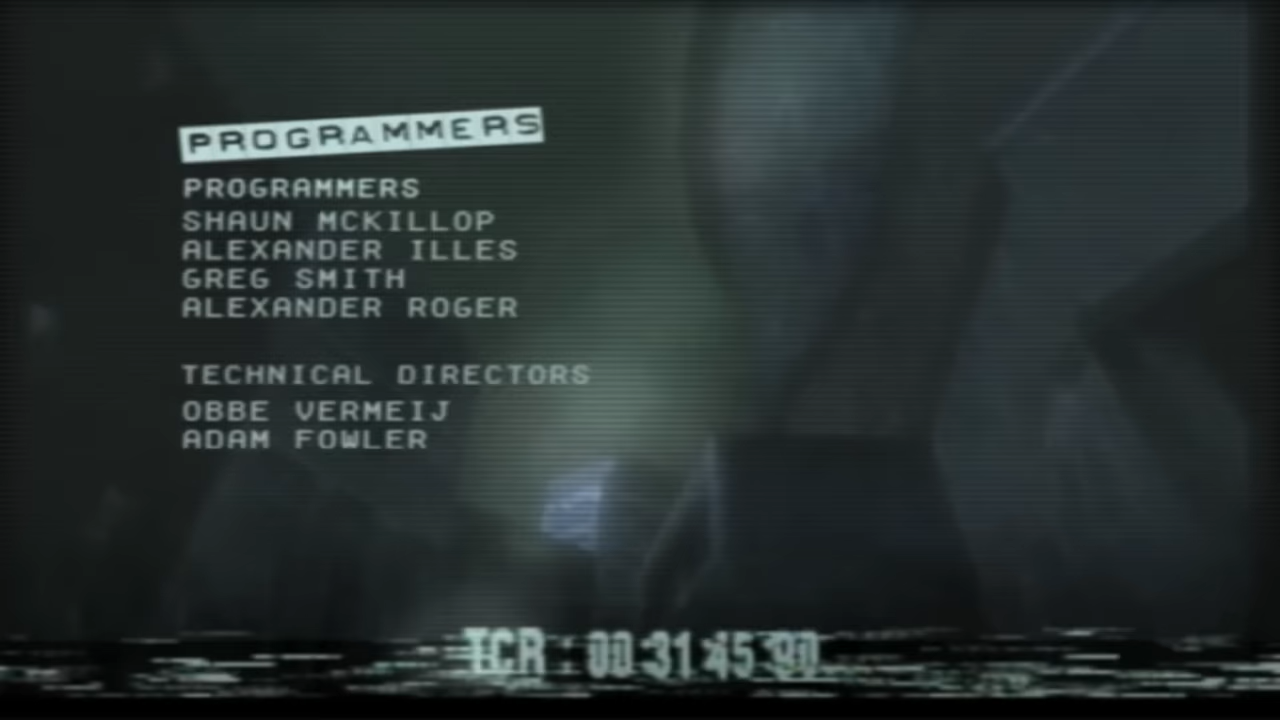 PROGRAMMERS
PROGRAMMERS
SHAUN MCKILLOP
ALEXANDER ILLES
GREG SMITH
ALEXANDER ROGER
TECHNICAL DIRECTORS
OBBE VERMEIJ
ADAM FOWLER
TCR : 00:31:45:90